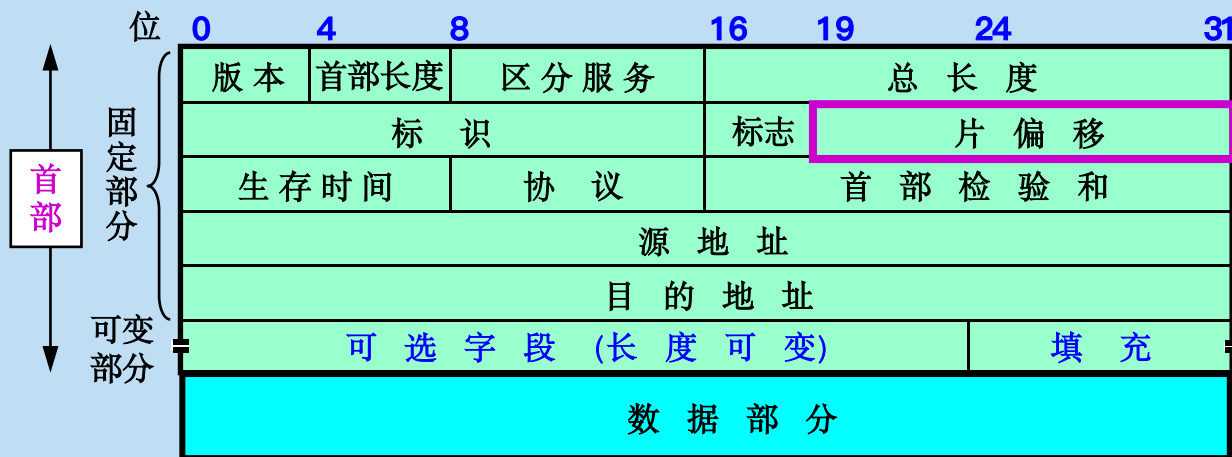 位 0 4 8 16 19 24 31
版本 首部长度 区分服务 总长度
标识 标志 片偏移
生存时间 协议 首部检验和
源地址
目的地址
可选字段 (长度可变) 填充
数据部分
首部
固定部分
可变
部分